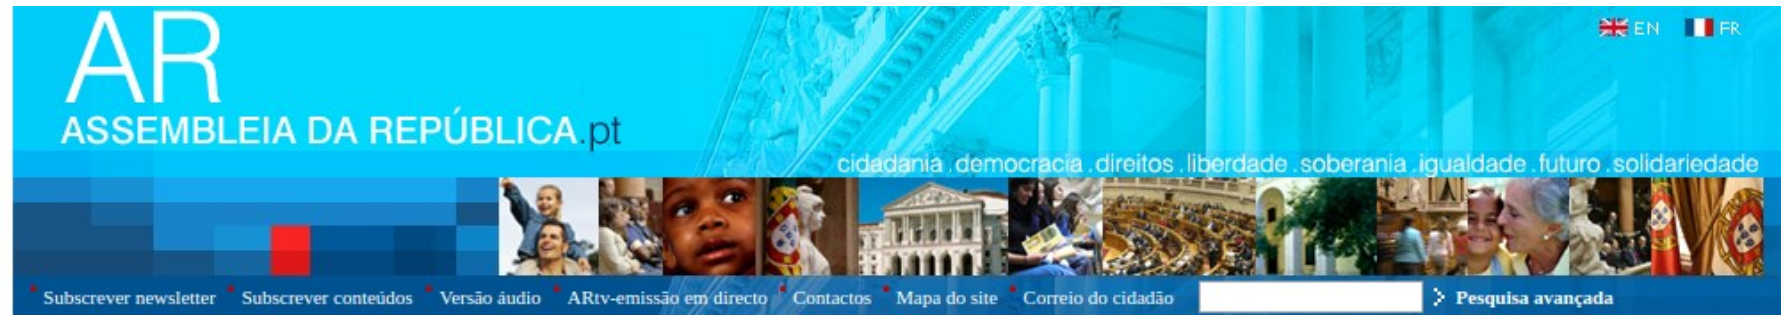 AR
EN FR
ASSEMBLEIA DA REPÚBLICA.pt
cidadania.democracia.direitos.liberdade.soberania.igualdade.futuro.solidariedade
Subscrever newsletter Subscrever conteúdos Versão áudio ARtv-emissão em directo Contactos Mapa do site Correio do cidadão Pesquisa avançada